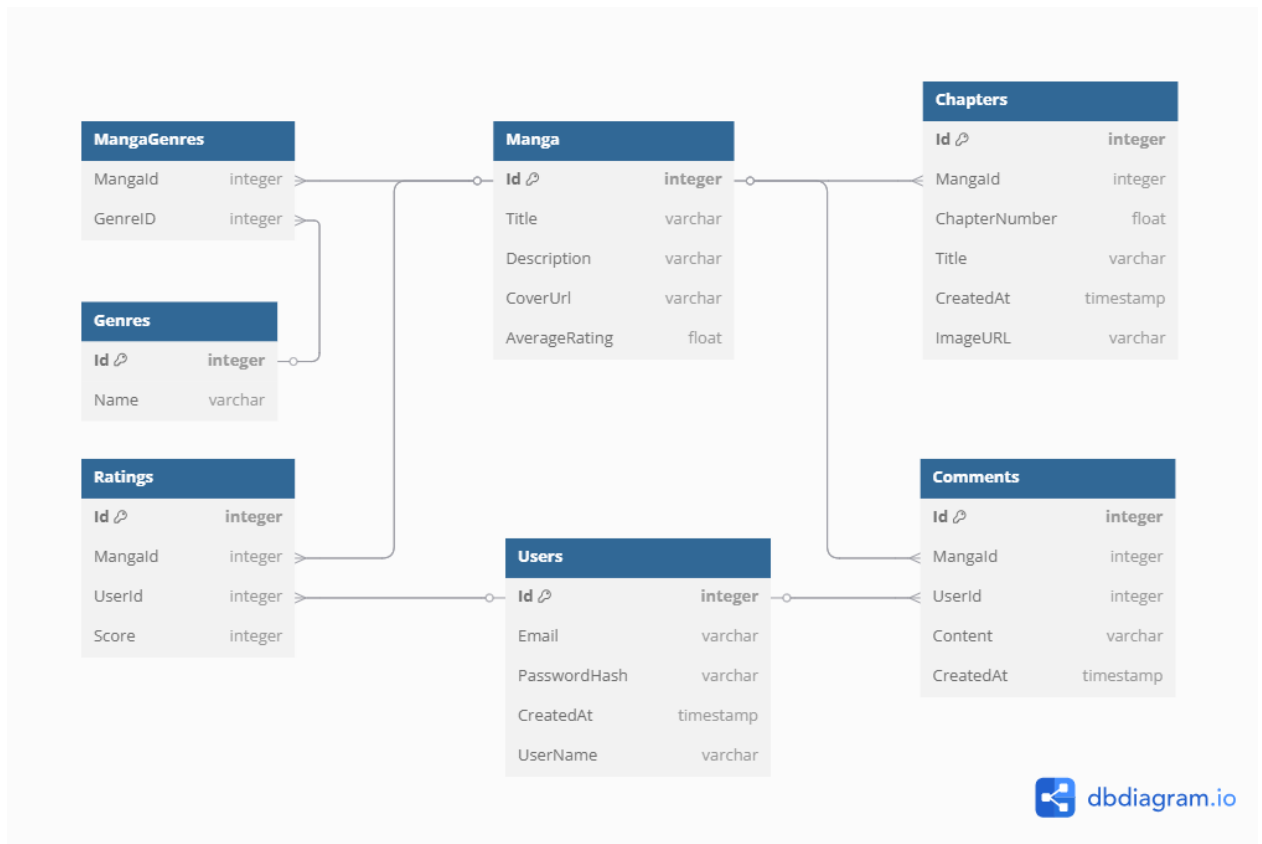 MangaGenres
MangaId integer
GenreID integer
Genres
Id integer
Name varchar
Ratings
Id integer
MangaId integer
UserId integer
Score integer
Manga
Id integer
Title varchar
Description varchar
CoverUrl varchar
AverageRating float
Users
Id integer
Email varchar
PasswordHash varchar
CreatedAt timestamp
UserName varchar
Chapters
Id integer
MangaId integer
ChapterNumber float
Title varchar
CreatedAt timestamp
ImageURL varchar
Comments
Id integer
MangaId integer
UserId integer
Content varchar
CreatedAt timestamp
dbdiagram.io